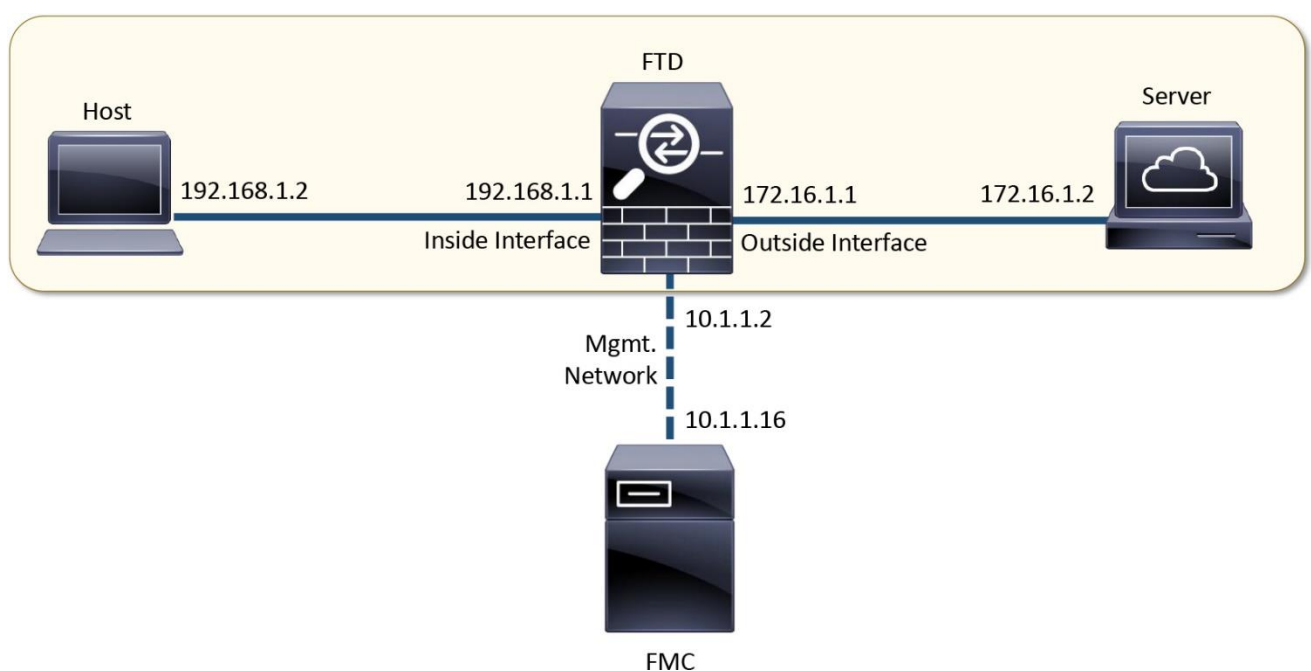 FTD
Host
Server
192.168.1.2
192.168.1.1
172.16.1.1
172.16.1.2
Inside Interface
Outside Interface
10.1.1.2
Mgmt.
Network
10.1.1.16
FMC